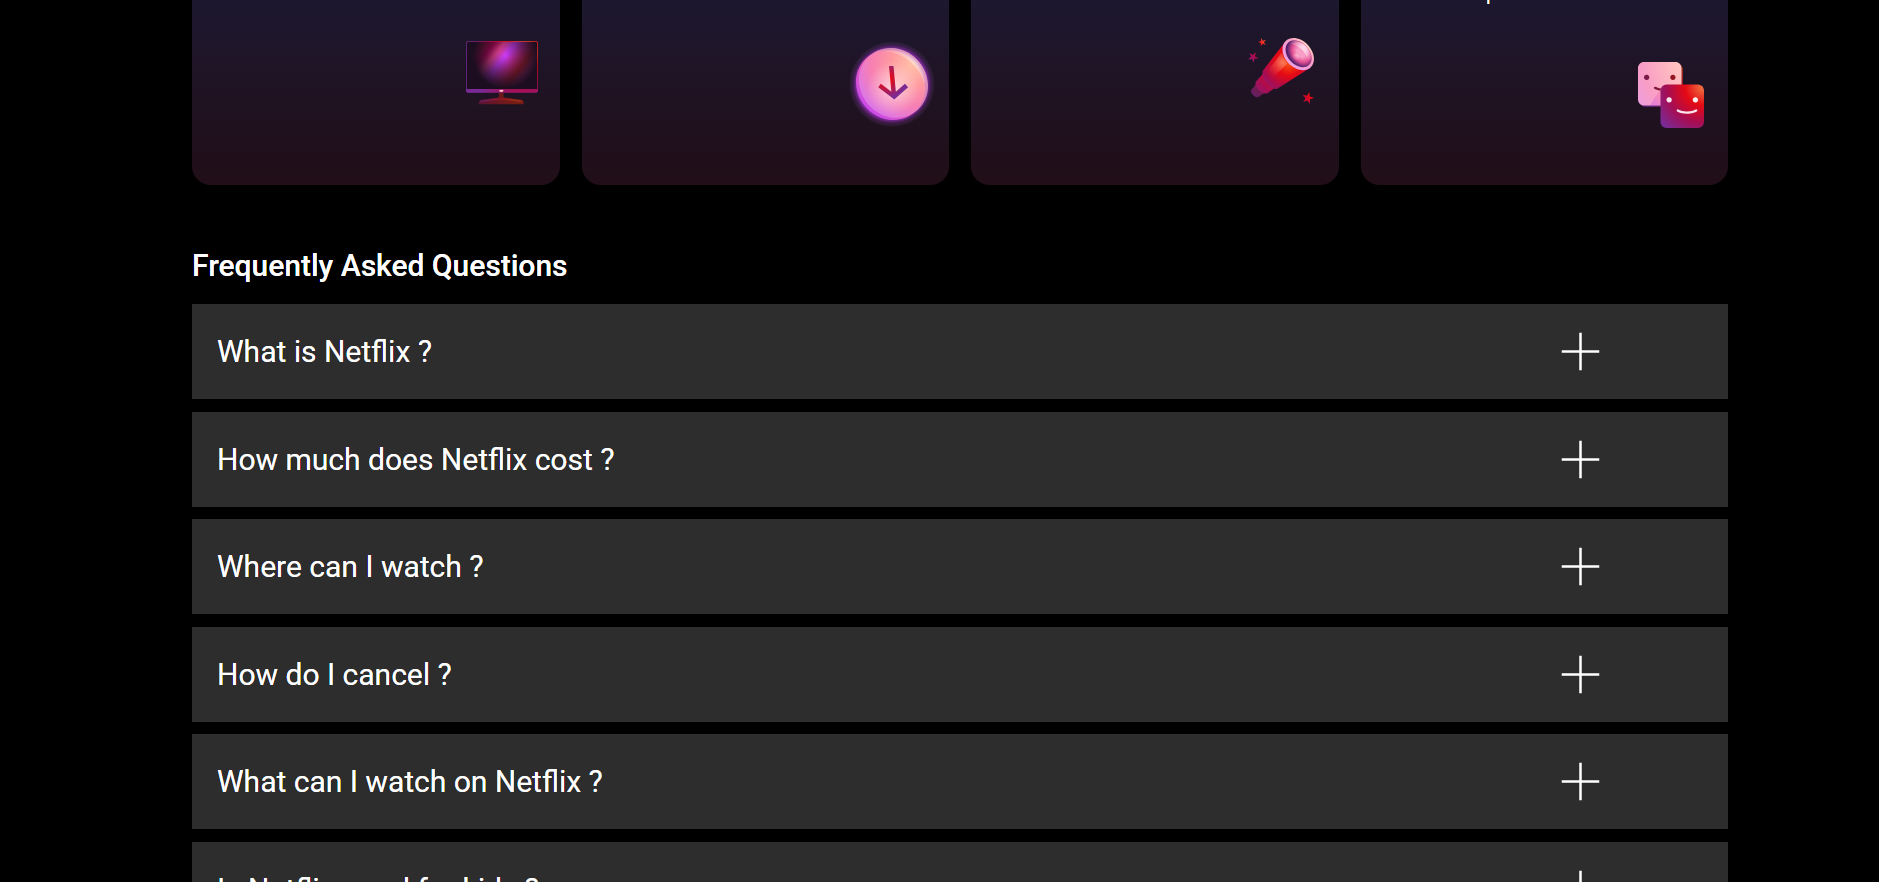 Frequently Asked Questions
What is Netflix ?
How much does Netflix cost ?
Where can I watch ?
How do I cancel ?
What can I watch on Netflix ?